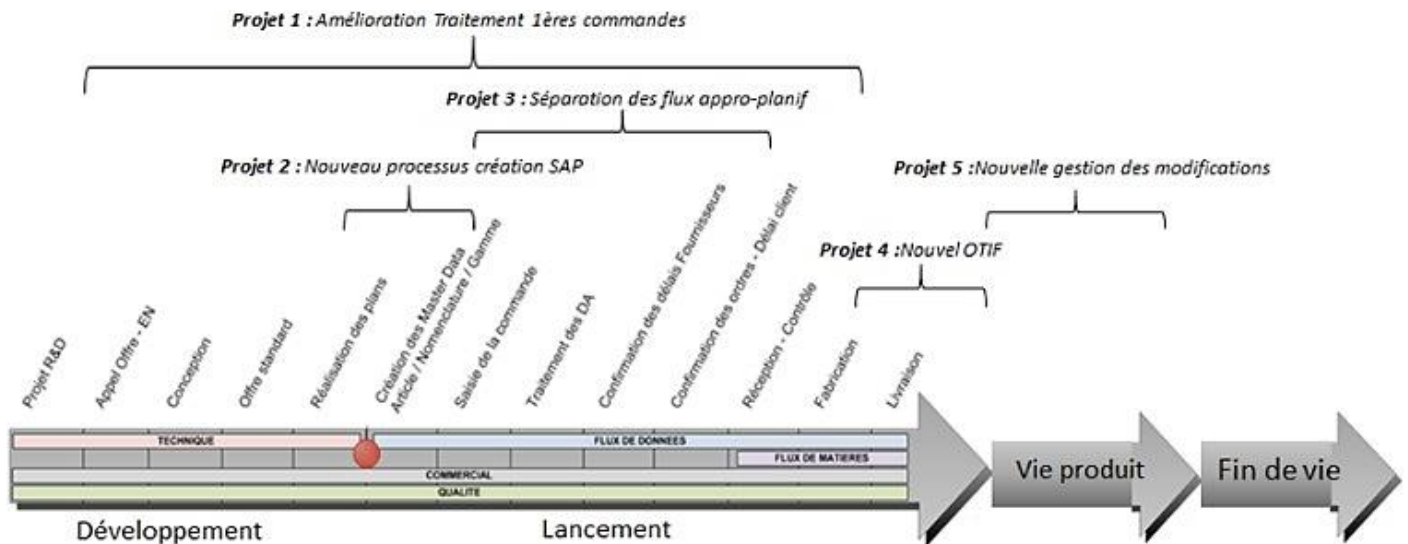 Projet 1 : Amélioration Traitement 1ères commandes
Projet 3 : Séparation des flux appro-planif
Projet 2 : Nouveau processus création SAP
Projet 5 :Nouvelle gestion des modifications
Projet 4 :Nouvel OTIF
Projet R&D
Appel Offre - EN
Conception
Offre standard
Réalisation des plans
Création des Master Data
Article / Nomenclature / Gamme
Saisie de la commande
Traitement des DA
Confirmation des délais Fournisseurs
Confirmation des ordres - Délai client
Réception - Contrôle
Fabrication
Livraison
TECHNIQUE
FLUX DE DONNEES
FLUX DE MATIERES
COMMERCIAL
QUALITE
Vie produit
Fin de vie
Développement
Lancement